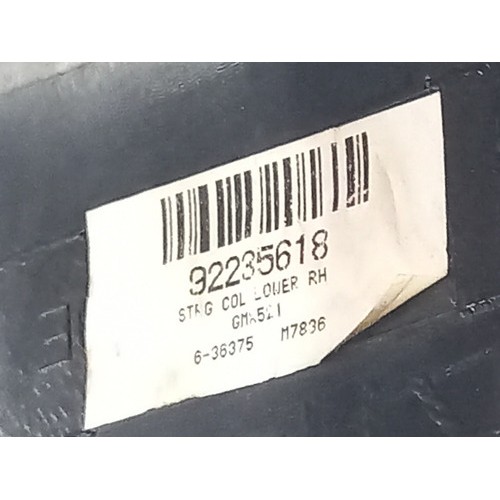 92235618
STRG COL LOWER RH
GMX521
6-36375 M7836